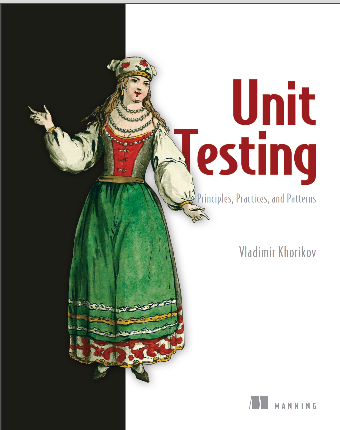 Unit
Testing
Principles, Practices, and Patterns
Vladimir Khorikov
MANNING